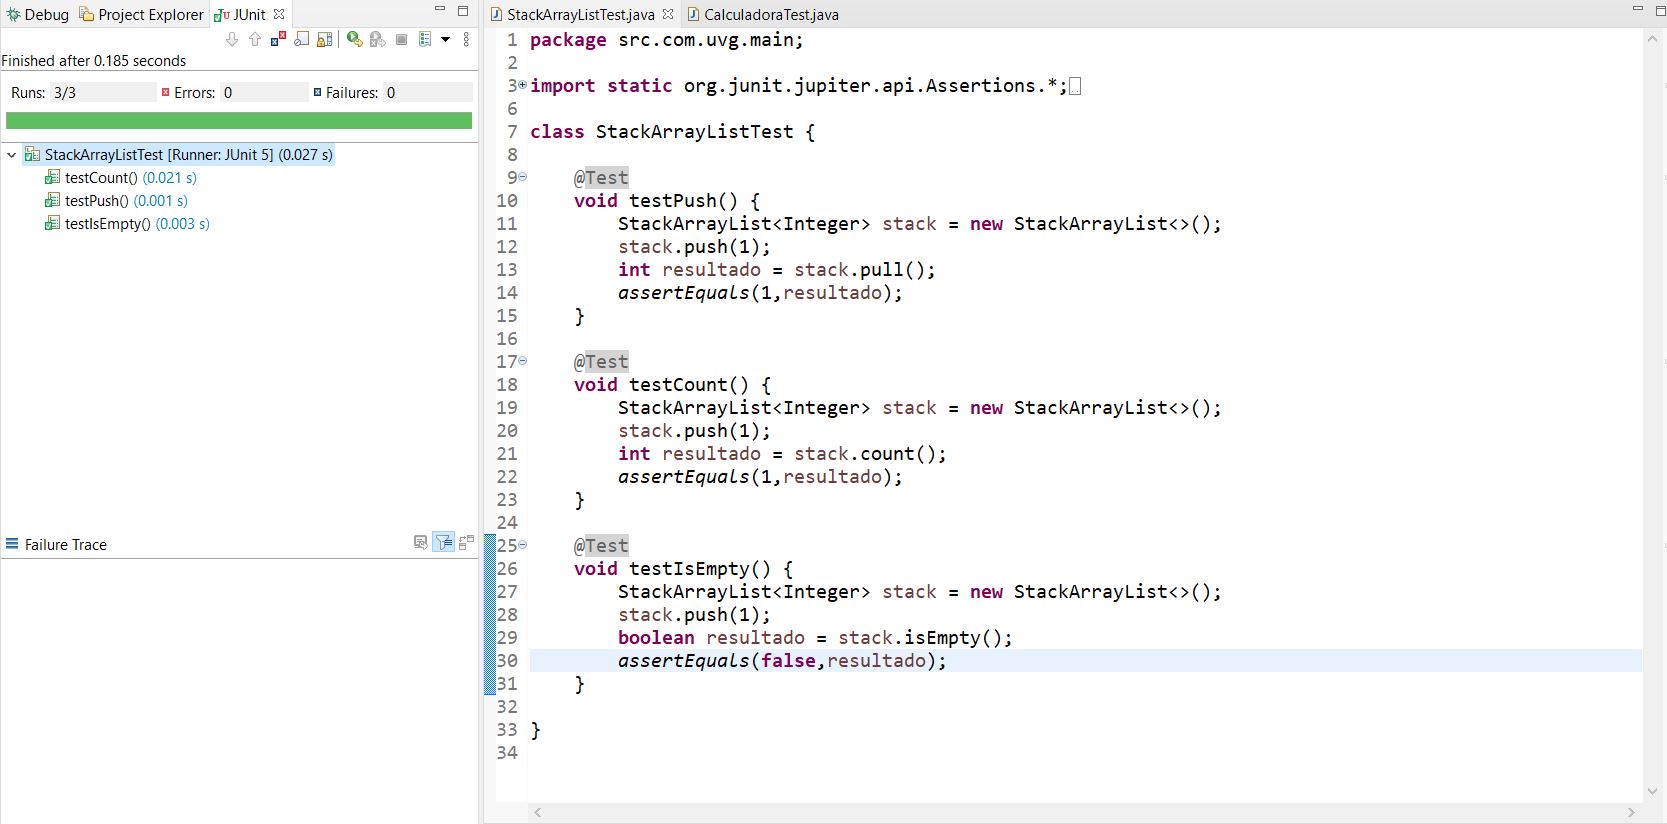 Debug Project Explorer JUnit
Finished after 0.185 seconds
Runs: 3/3 Errors: 0 Failures: 0
StackArrayListTest [Runner: JUnit 5] (0.027 s)
testCount() (0.021 s)
testPush() (0.001 s)
testIsEmpty() (0.003 s)
Failure Trace
StackArrayListTest.java CalculadoraTest.java
1 package src.com.uvg.main;
2
3 import static org.junit.jupiter.api.Assertions.*;
6
7 class StackArrayListTest {
8
9 @Test
10 void testPush() {
11 StackArrayList<Integer> stack = new StackArrayList<>();
12 stack.push(1);
13 int resultado = stack.pull();
14 assertEquals(1,resultado);
15 }
16
17 @Test
18 void testCount() {
19 StackArrayList<Integer> stack = new StackArrayList<>();
20 stack.push(1);
21 int resultado = stack.count();
22 assertEquals(1,resultado);
23 }
24
25 @Test
26 void testIsEmpty() {
27 StackArrayList<Integer> stack = new StackArrayList<>();
28 stack.push(1);
29 boolean resultado = stack.isEmpty();
30 assertEquals(false,resultado);
31 }
32
33 }
34